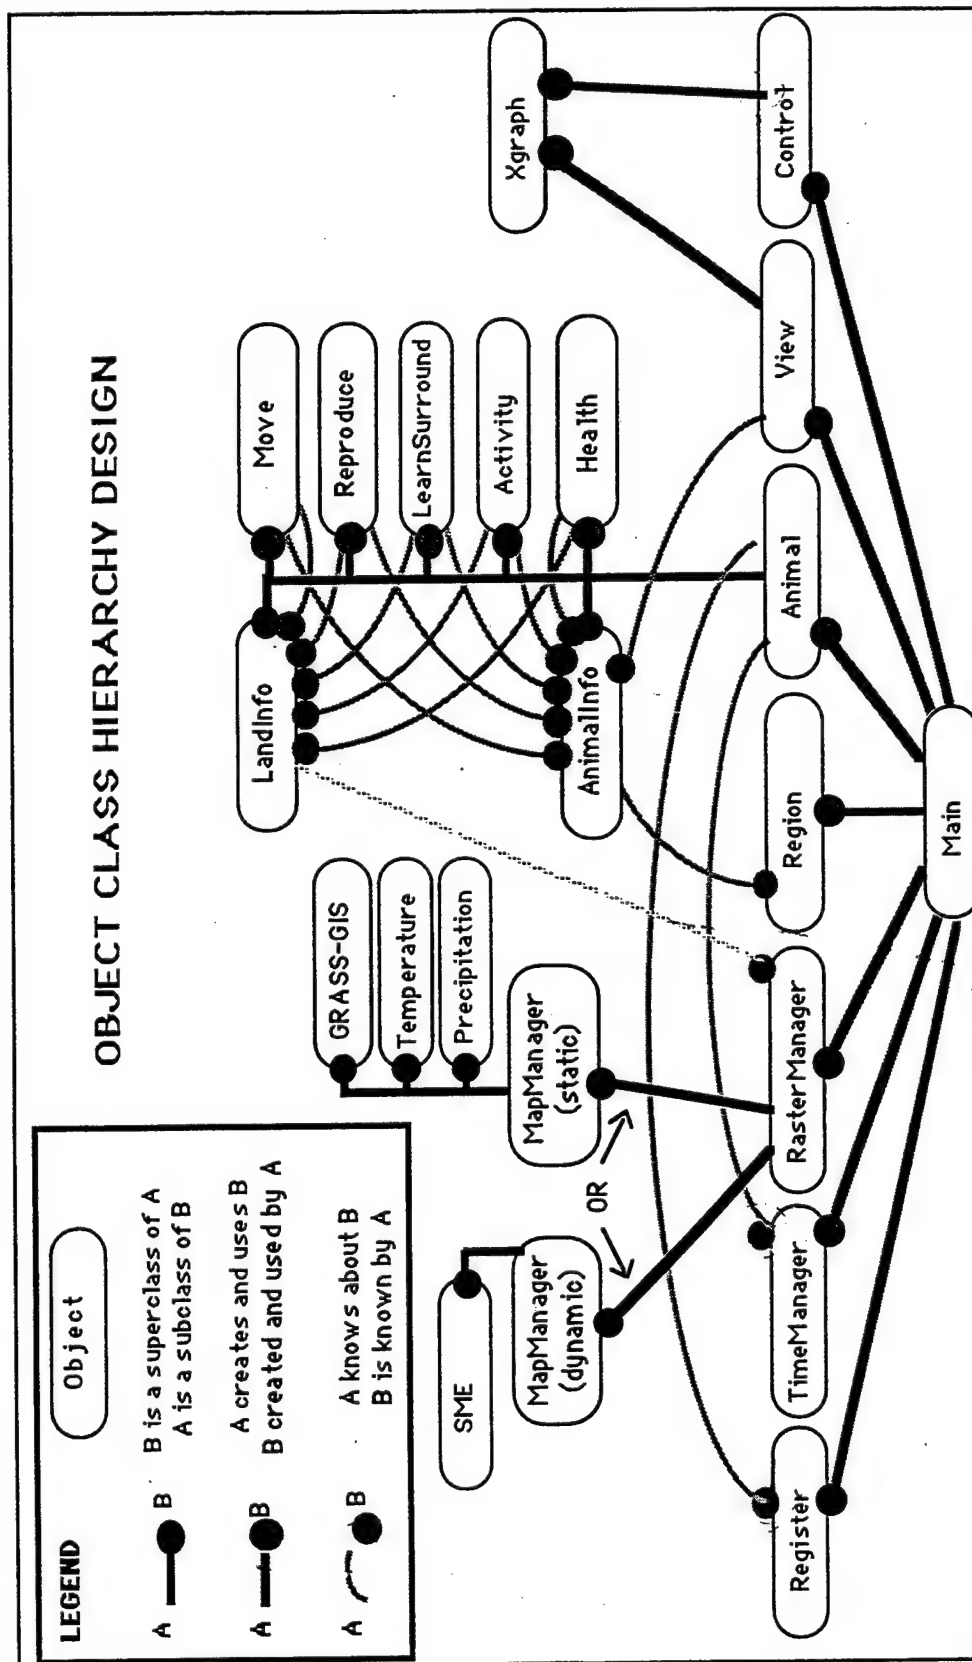 OBJECT CLASS HIERARCHY DESIGN
LEGEND
Object
A B
B is a superclass of A
A is a subclass of B
A B
A creates and uses B
B created and used by A
A B
A knows about B
B is known by A
GRASS-GIS
Temperature
Precipitation
SME
MapManager
(dynamic)
OR
MapManager
(static)
LandInfo
AnimalInfo
Move
Reproduce
LearnSurround
Activity
Health
Xgraph
Register
TimeManager
RasterManager
Region
Animal
View
Control
Main